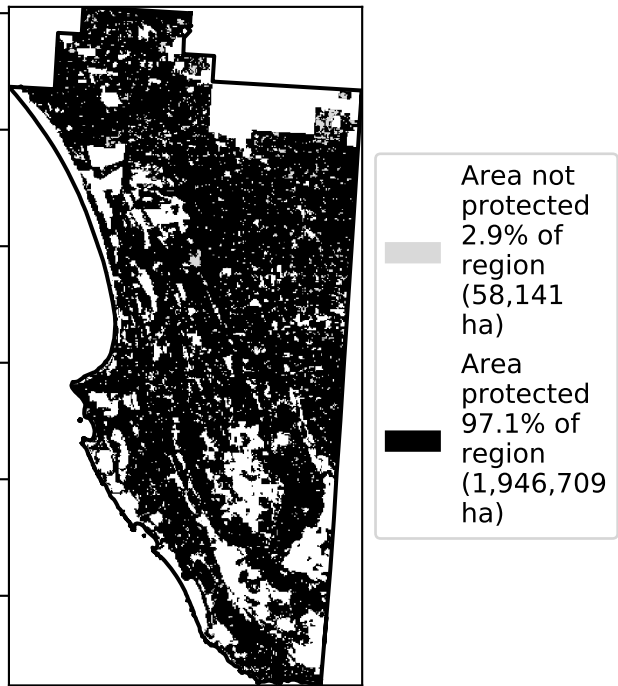 Area not
protected
2.9% of
region
(58,141
ha)
Area
protected
97.1% of
region
(1,946,709
ha)